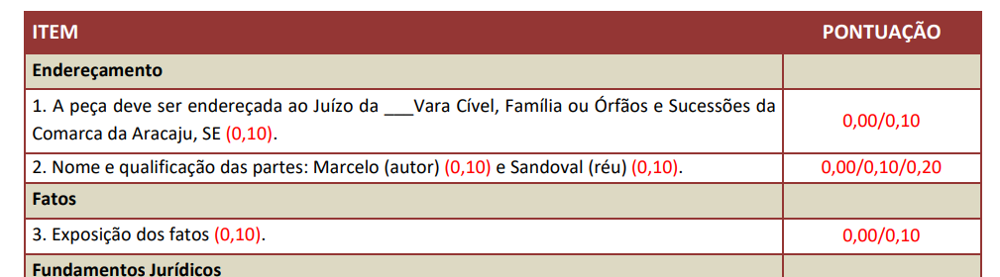 ITEM PONTUAÇÃO
Endereçamento
1. A peça deve ser endereçada ao Juízo da ___Vara Cível, Família ou Órfãos e Sucessões da
Comarca da Aracaju, SE (0,10).
0,00/0,10
2. Nome e qualificação das partes: Marcelo (autor) (0,10) e Sandoval (réu) (0,10). 0,00/0,10/0,20
Fatos
3. Exposição dos fatos (0,10). 0,00/0,10
Fundamentos Jurídicos